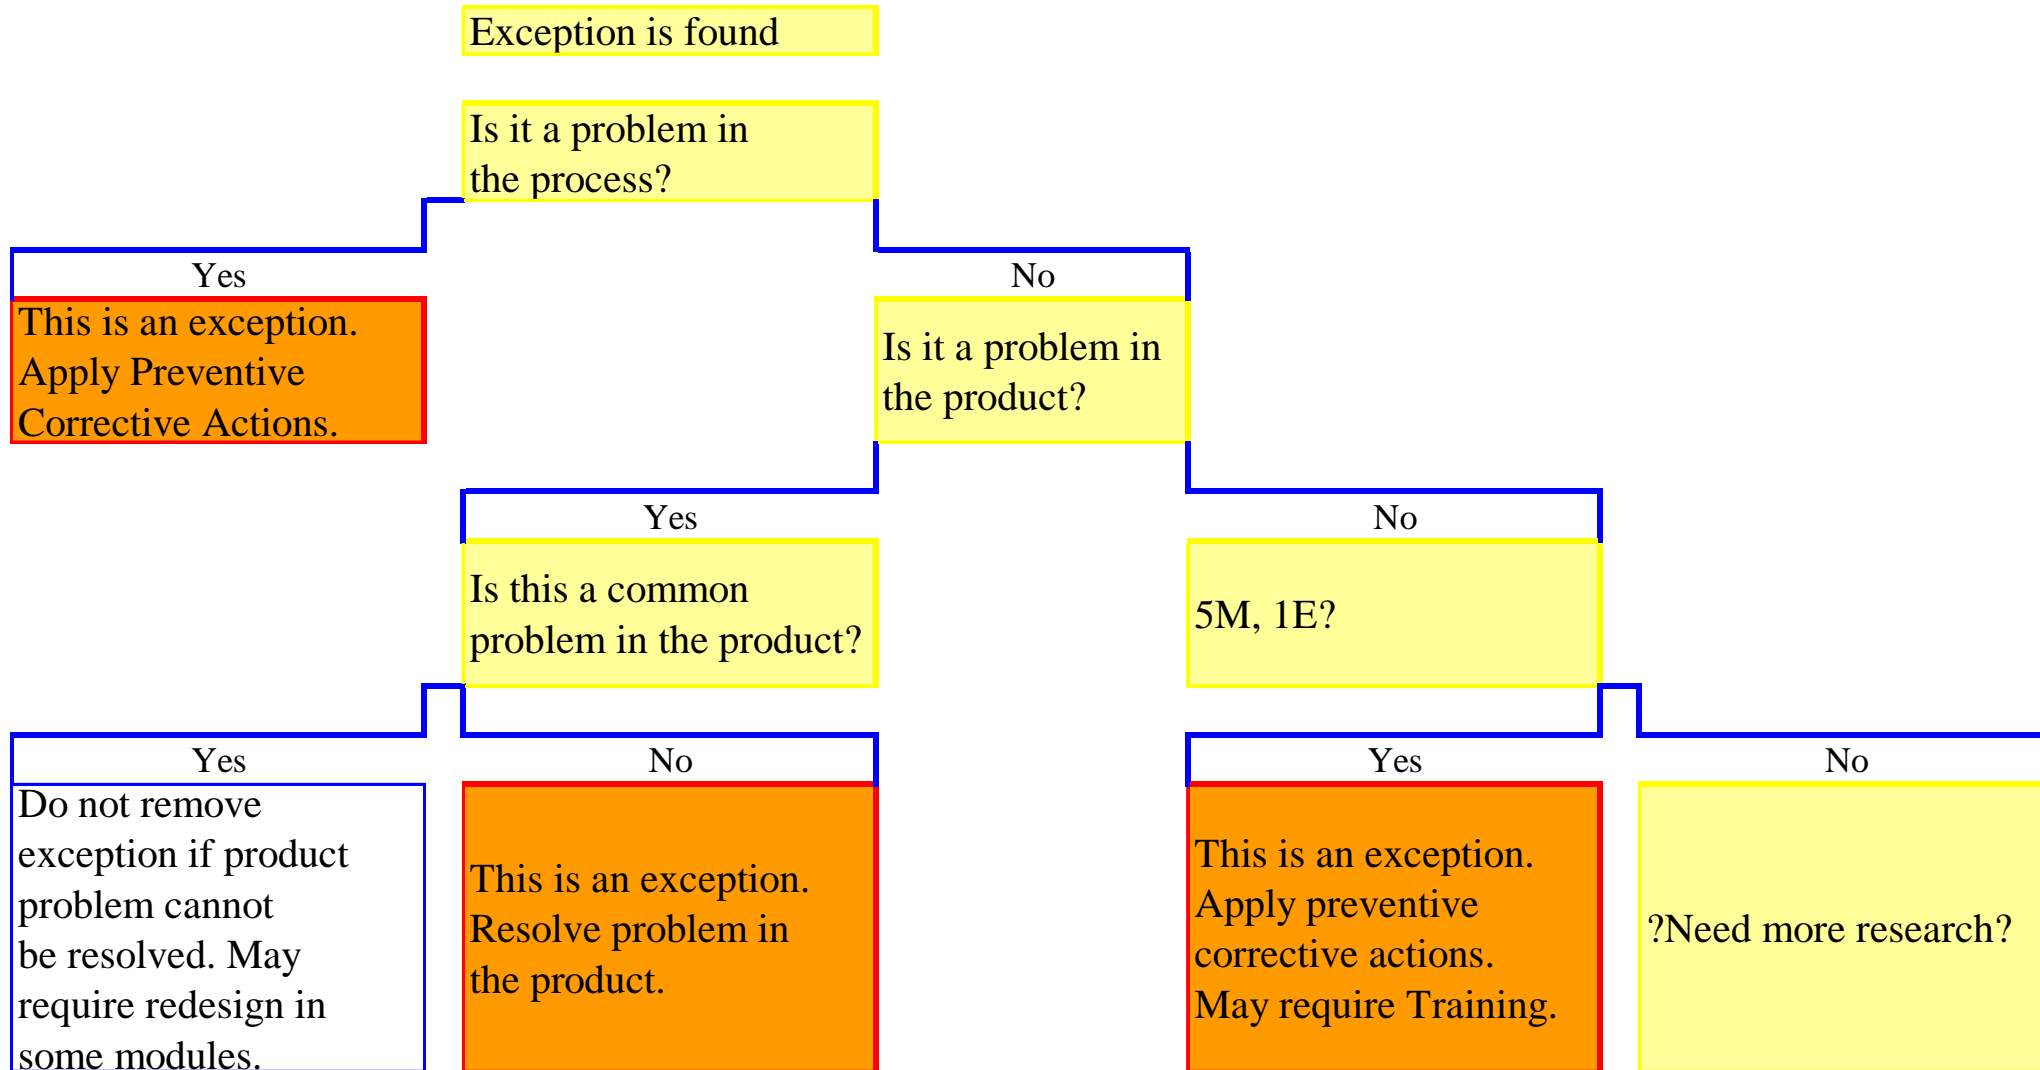 Exception is found
Is it a problem in
the process?
Yes
No
This is an exception.
Apply Preventive
Corrective Actions.
Is it a problem in
the product?
Yes
No
Is this a common
problem in the product?
5M, 1E?
Yes
No
Yes
No
Do not remove
exception if product
problem cannot
be resolved. May
require redesign in
some modules.
This is an exception.
Resolve problem in
the product.
This is an exception.
Apply preventive
corrective actions.
May require Training.
?Need more research?